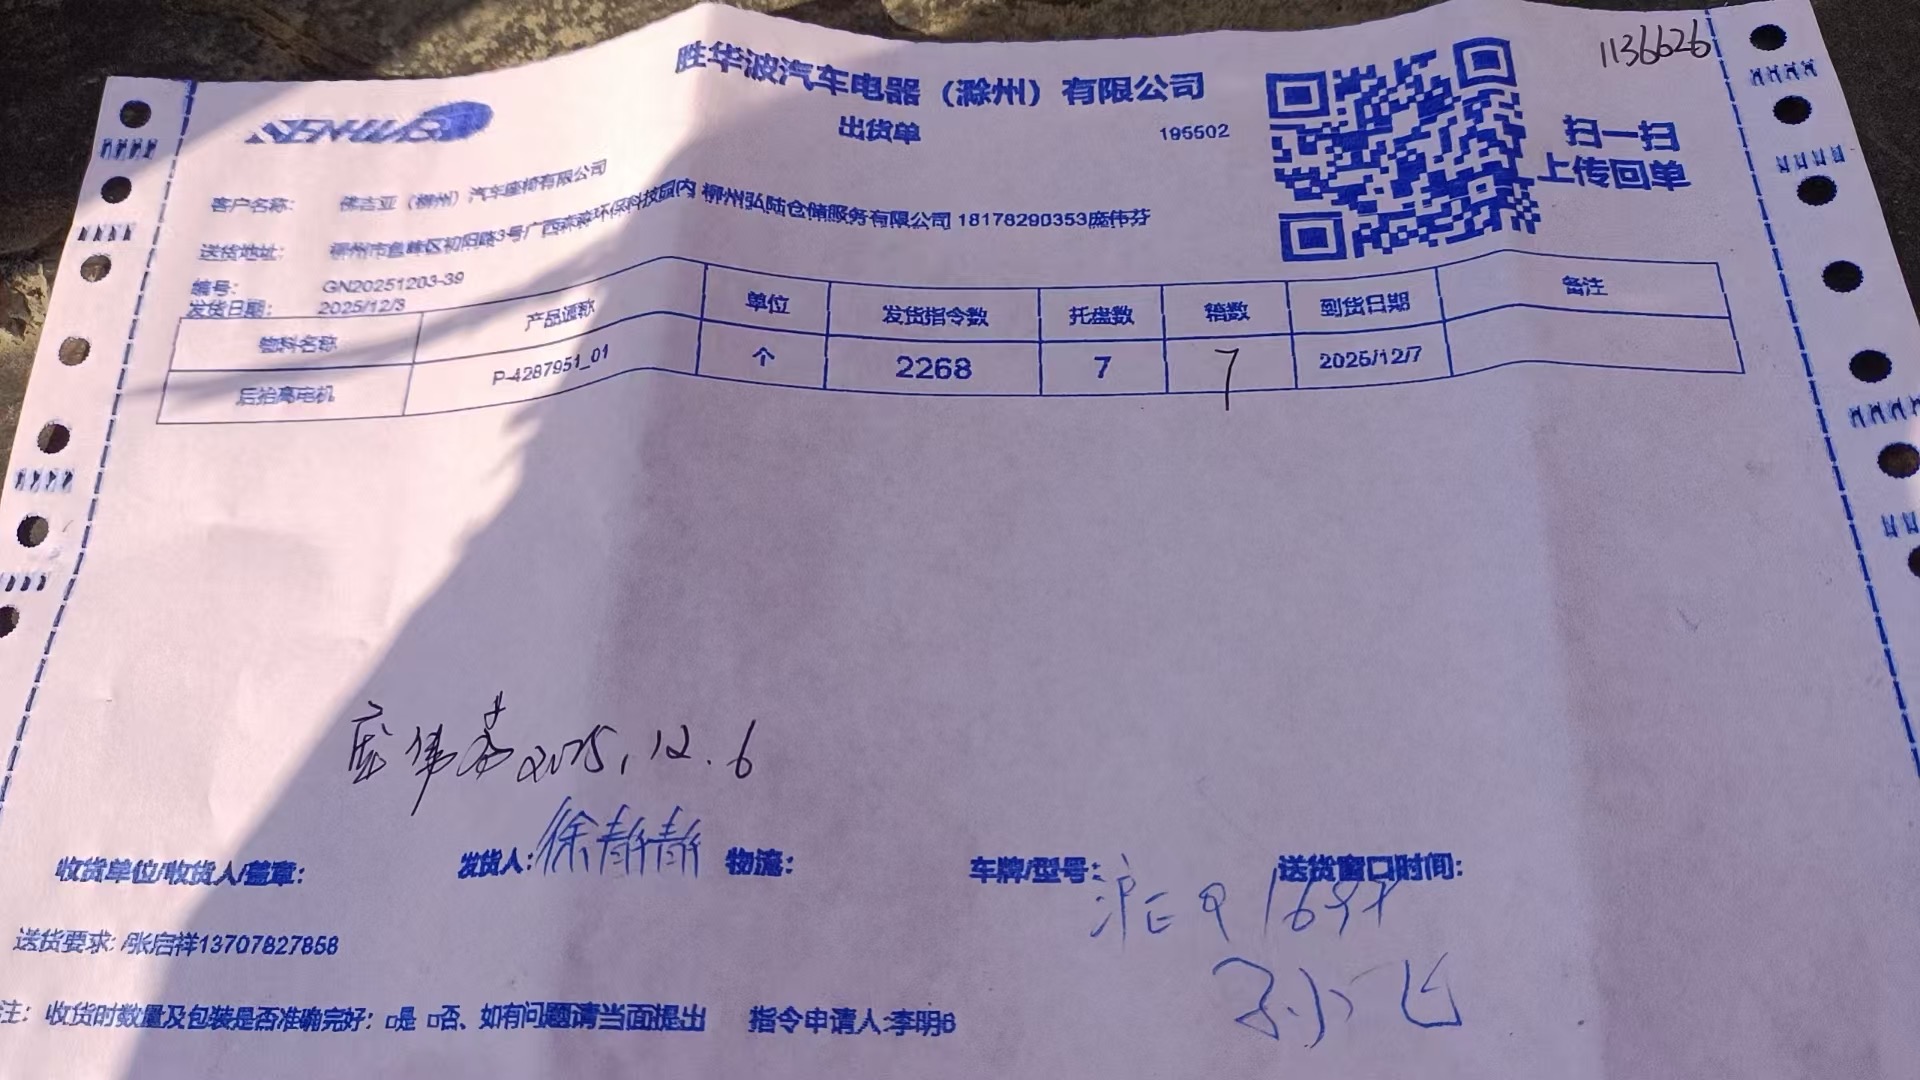 胜华波汽车电器（滁州）有限公司
1136626
出货单
195502
扫一扫
上传回单
客户名称： 佛吉亚（柳州）汽车座椅有限公司
送货地址： 柳州市鱼峰区初阳路3号广西森森环保科技园内 柳州弘陆仓储服务有限公司 18178290353庞伟芬
编号： GN20251203-39
发货日期： 2025/12/3
物料名称 产品通称 单位 发货指令数 托盘数 箱数 到货日期 备注
后抬高电机 P-4287951_01 个 2268 7 7 2025/12/7
庞伟芬 2025.12.6
收货单位/收货人/盖章： 发货人：徐静静 物流： 车牌/型号： 送货窗口时间：
送货要求：/张启祥13707827858
孙小飞
注：收货时数量及包装是否准确完好：□是 □否、如有问题请当面提出 指令申请人:李明6